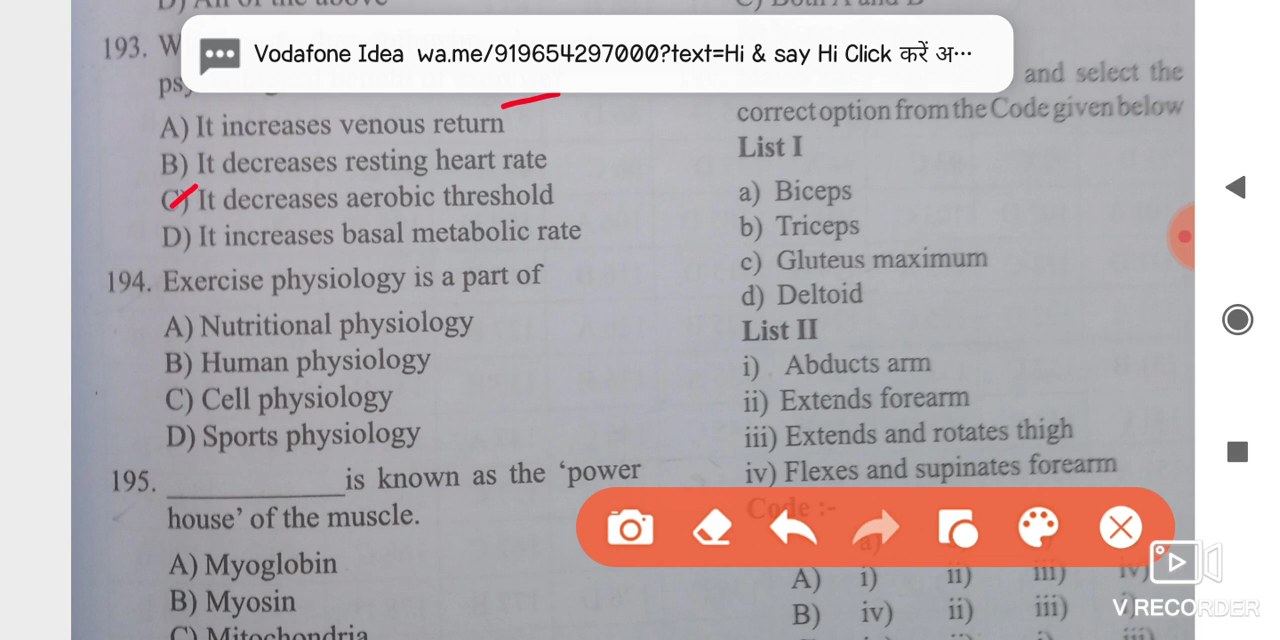 Vodafone Idea wa.me/919654297000?text=Hi & say Hi Click करें अ...
193. W
psy
A) It increases venous return
B) It decreases resting heart rate
C) It decreases aerobic threshold
D) It increases basal metabolic rate
194. Exercise physiology is a part of
A) Nutritional physiology
B) Human physiology
C) Cell physiology
D) Sports physiology
195. ____________ is known as the ‘power
house’ of the muscle.
A) Myoglobin
B) Myosin
C) Mitochondria
and select the
correct option from the Code given below
List I
a) Biceps
b) Triceps
c) Gluteus maximum
d) Deltoid
List II
i) Abducts arm
ii) Extends forearm
iii) Extends and rotates thigh
iv) Flexes and supinates forearm
Code :-
a)
A) i) ii) iii) iv)
B) iv) ii) iii) i)
V RECORDER